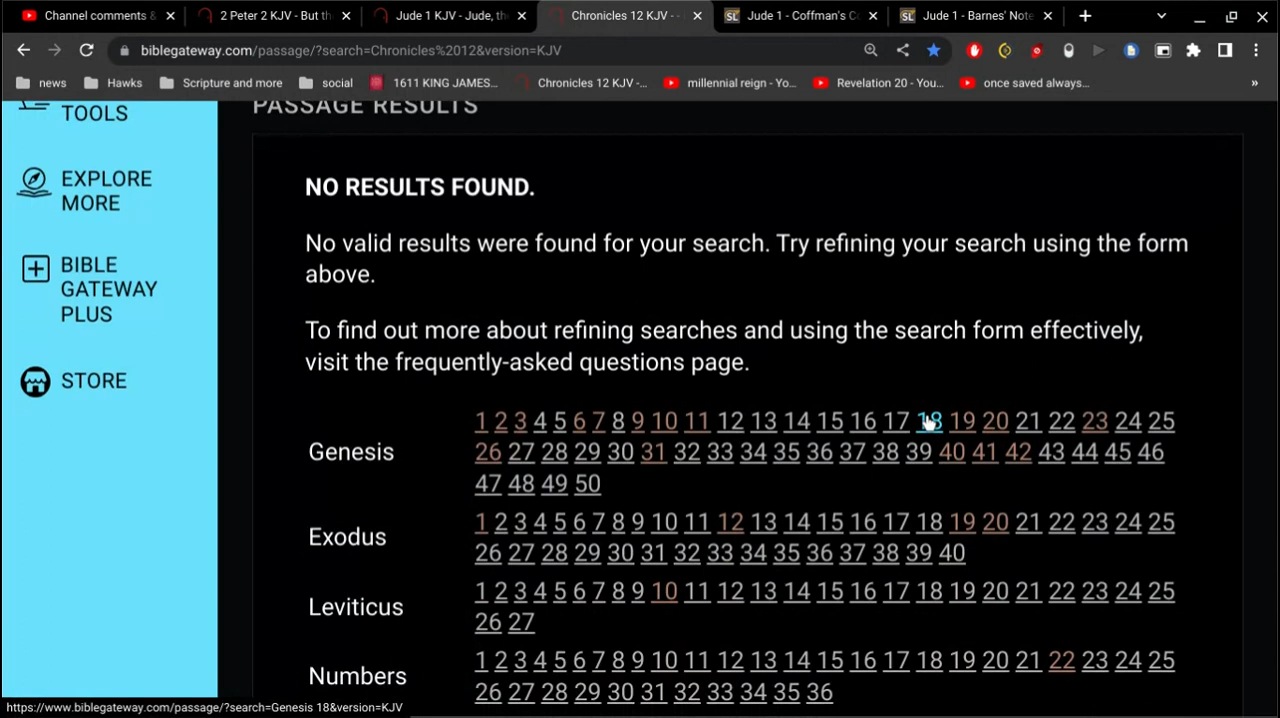 Channel comments &
2 Peter 2 KJV - But the
Jude 1 KJV - Jude, the
Chronicles 12 KJV - -
SL Jude 1 - Coffman's Co
SL Jude 1 - Barnes' Note
biblegateway.com/passage/?search=Chronicles%2012&version=KJV
news
Hawks
Scripture and more
social
1611 KING JAMES...
Chronicles 12 KJV -...
millennial reign - Yo...
Revelation 20 - You...
once saved always...
»
TOOLS
EXPLORE
MORE
BIBLE
GATEWAY
PLUS
STORE
PASSAGE RESULTS
NO RESULTS FOUND.
No valid results were found for your search. Try refining your search using the form
above.
To find out more about refining searches and using the search form effectively,
visit the frequently-asked questions page.
Genesis
1 2 3 4 5 6 7 8 9 10 11 12 13 14 15 16 17 18 19 20 21 22 23 24 25
26 27 28 29 30 31 32 33 34 35 36 37 38 39 40 41 42 43 44 45 46
47 48 49 50
Exodus
1 2 3 4 5 6 7 8 9 10 11 12 13 14 15 16 17 18 19 20 21 22 23 24 25
26 27 28 29 30 31 32 33 34 35 36 37 38 39 40
Leviticus
1 2 3 4 5 6 7 8 9 10 11 12 13 14 15 16 17 18 19 20 21 22 23 24 25
26 27
Numbers
1 2 3 4 5 6 7 8 9 10 11 12 13 14 15 16 17 18 19 20 21 22 23 24 25
26 27 28 29 30 31 32 33 34 35 36
https://www.biblegateway.com/passage/?search=Genesis 18&version=KJV